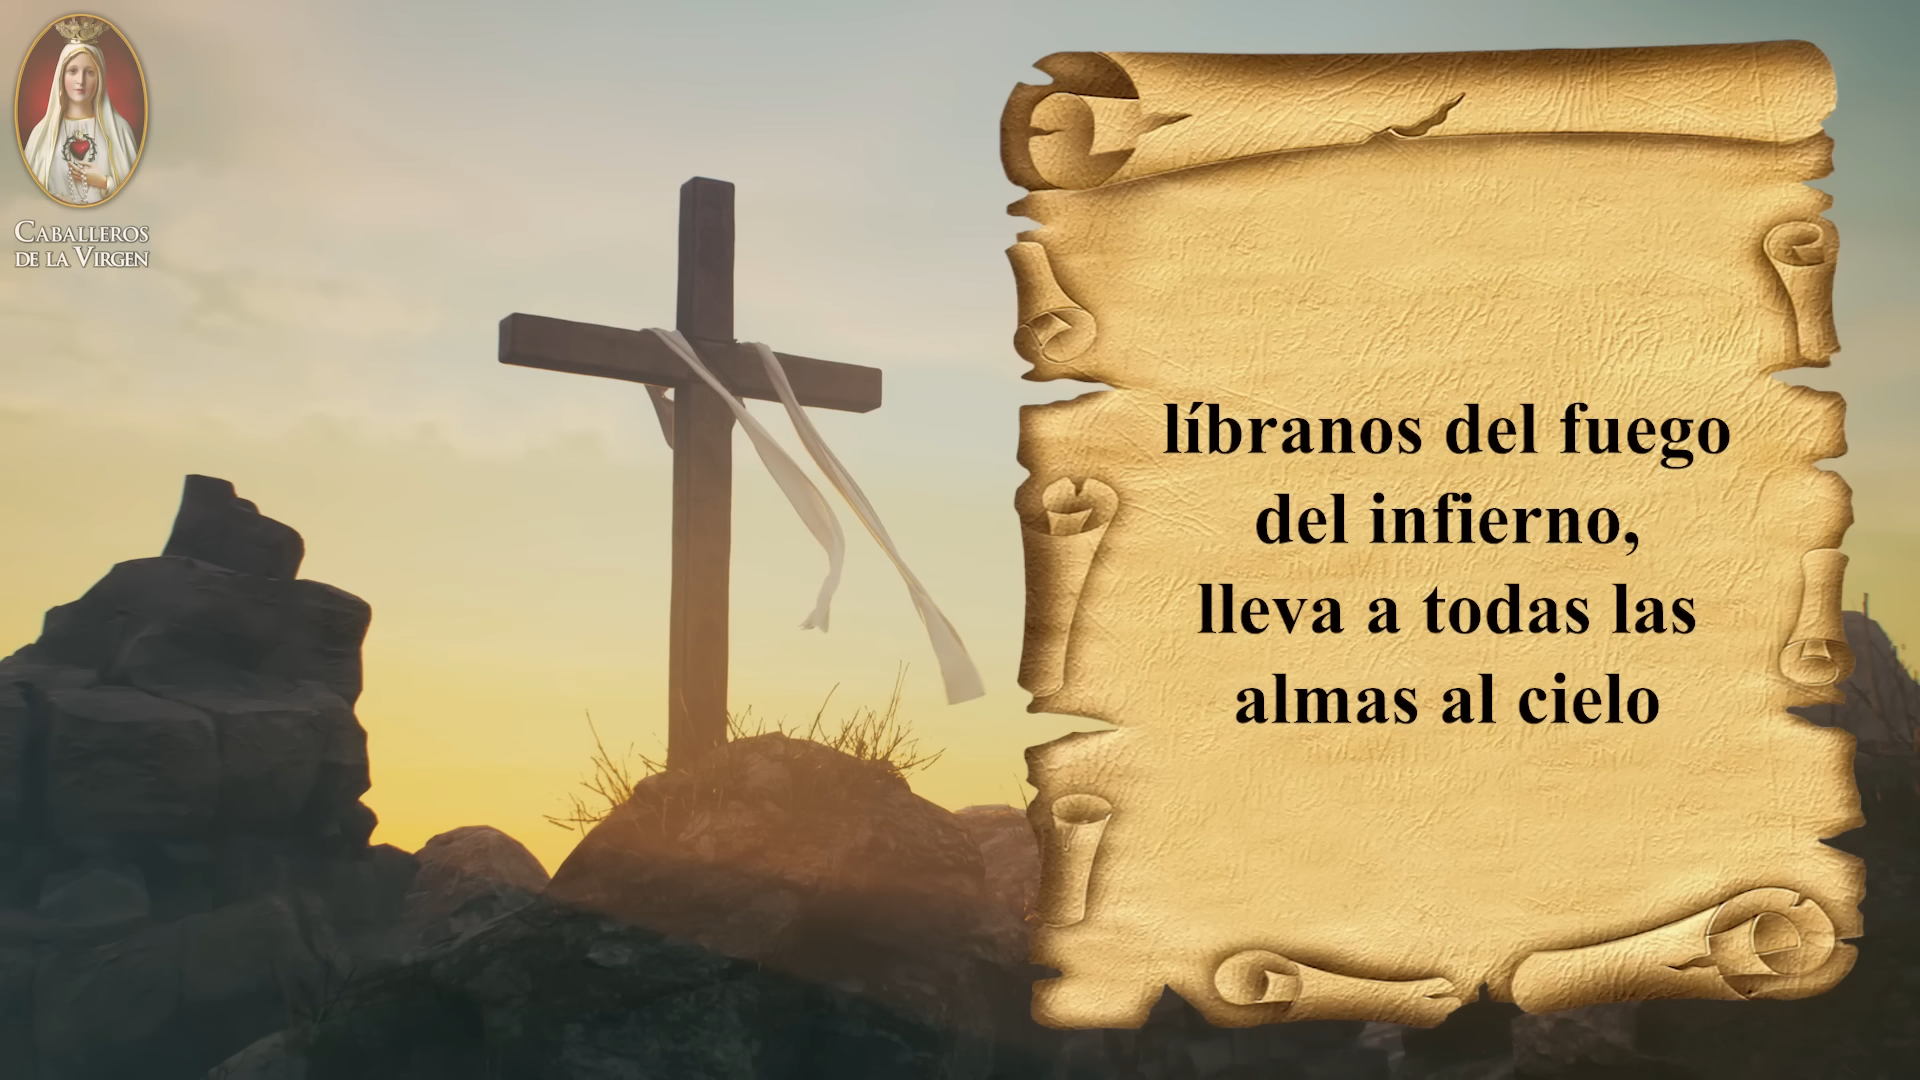 CABALLEROS
DE LA VIRGEN
líbranos del fuego
del infierno,
lleva a todas las
almas al cielo